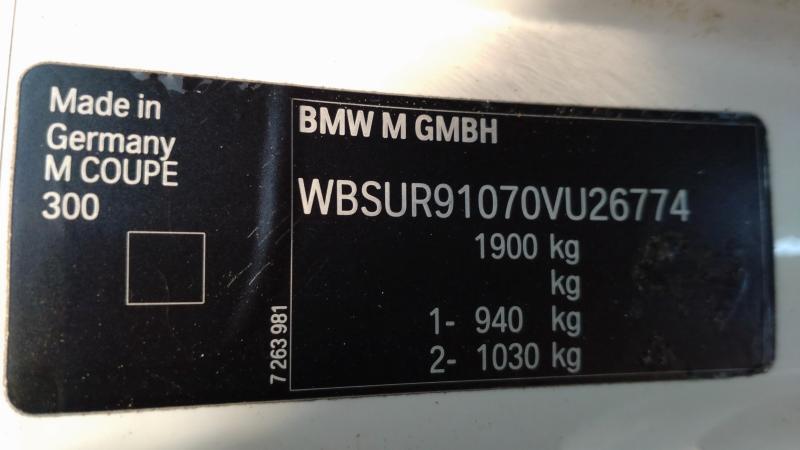 Made in
Germany
M COUPE
300
7 263 981
BMW M GMBH
WBSUR91070VU26774
1900 kg
kg
1- 940 kg
2- 1030 kg